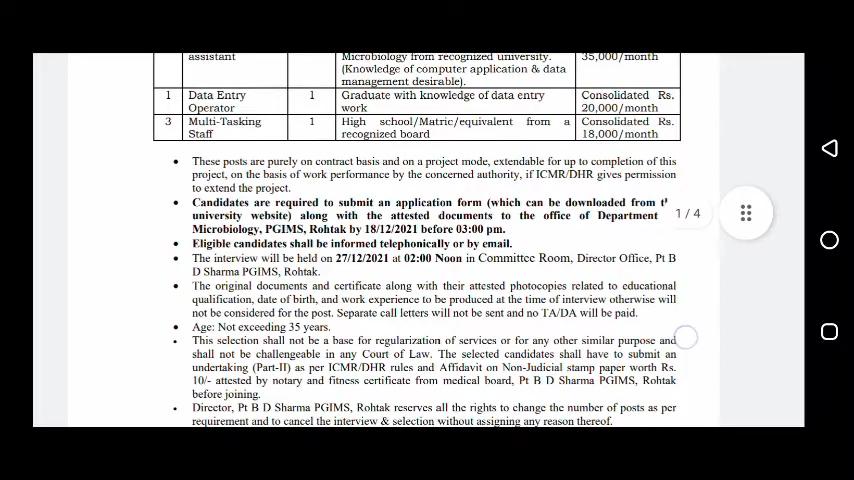 assistant
Microbiology from recognized university.
35,000/month
(Knowledge of computer application & data
management desirable).
1 Data Entry 1 Graduate with knowledge of data entry Consolidated Rs.
Operator work 20,000/month
3 Multi-Tasking 1 High school/Matric/equivalent from a Consolidated Rs.
Staff recognized board 18,000/month
• These posts are purely on contract basis and on a project mode, extendable for up to completion of this
project, on the basis of work performance by the concerned authority, if ICMR/DHR gives permission
to extend the project.
• Candidates are required to submit an application form (which can be downloaded from
university website) along with the attested documents to the office of Department
Microbiology, PGIMS, Rohtak by 18/12/2021 before 03:00 pm.
• Eligible candidates shall be informed telephonically or by email.
• The interview will be held on 27/12/2021 at 02:00 Noon in Committee Room, Director Office, Pt B
D Sharma PGIMS, Rohtak.
• The original documents and certificate along with their attested photocopies related to educational
qualification, date of birth, and work experience to be produced at the time of interview otherwise will
not be considered for the post. Separate call letters will not be sent and no TA/DA will be paid.
• Age: Not exceeding 35 years.
• This selection shall not be a base for regularization of services or for any other similar purpose and
shall not be challengeable in any Court of Law. The selected candidates shall have to submit an
undertaking (Part-II) as per ICMR/DHR rules and Affidavit on Non-Judicial stamp paper worth Rs.
10/- attested by notary and fitness certificate from medical board, Pt B D Sharma PGIMS, Rohtak
before joining.
• Director, Pt B D Sharma PGIMS, Rohtak reserves all the rights to change the number of posts as per
requirement and to cancel the interview & selection without assigning any reason thereof.
1 / 4